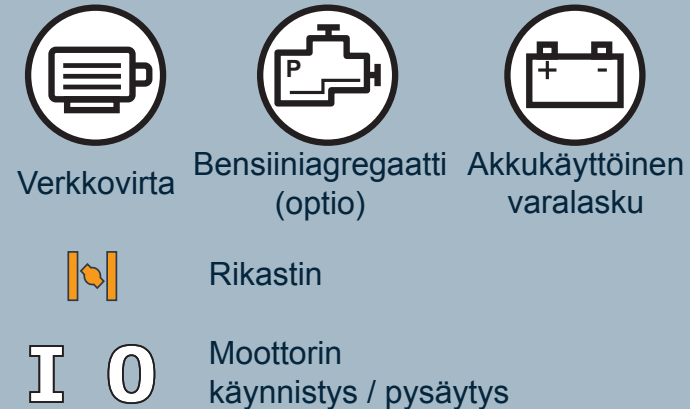 P
+ -
Verkkovirta
Bensiiniagregaatti
(optio)
Akkukäyttöinen
varalasku
Rikastin
I O
Moottorin
käynnistys / pysäytys